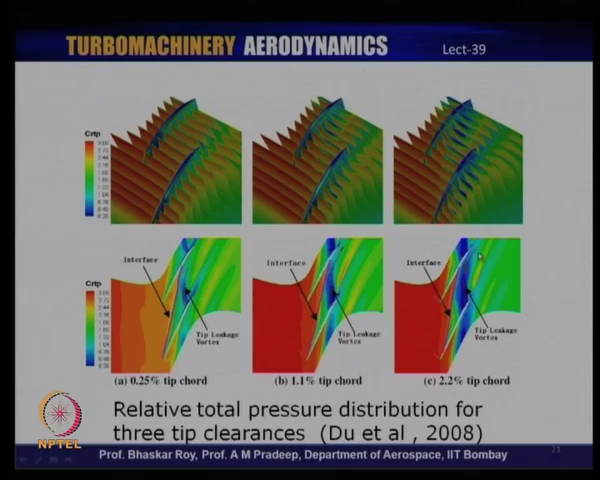 TURBOMACHINERY AERODYNAMICS
Lect-39
Crtp
Crtp
Interface
Tip Leakage
Vortex
Interface
Tip Leakage
Vortex
Interface
Tip Leakage
Vortex
(a) 0.25% tip chord
(b) 1.1% tip chord
(c) 2.2% tip chord
Relative total pressure distribution for
three tip clearances (Du et al , 2008)
NPTEL
21
Prof. Bhaskar Roy, Prof. A M Pradeep, Department of Aerospace, IIT Bombay